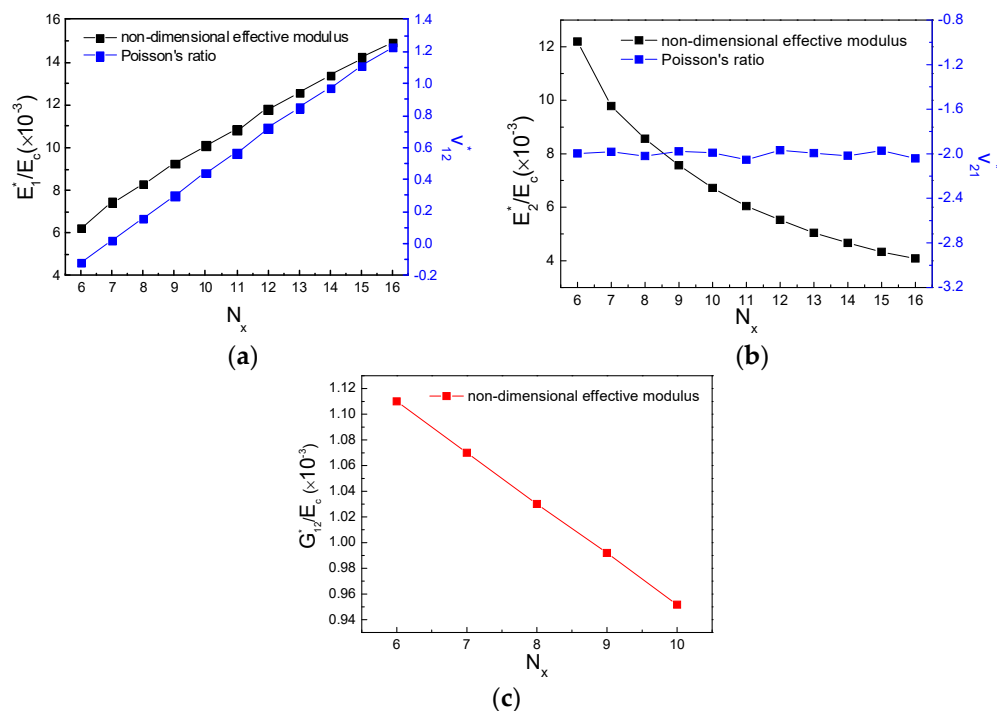 non-dimensional effective modulus
Poisson's ratio
E*1/Ec(×10-3)
16
14
12
10
8
6
4
1.4
1.2
1.0
0.8
0.6
0.4
0.2
0.0
-0.2
ν*12
6 7 8 9 10 11 12 13 14 15 16
Nx
(a)
non-dimensional effective modulus
Poisson's ratio
E*2/Ec(×10-3)
12
10
8
6
4
-0.8
-1.2
-1.6
-2.0
-2.4
-2.8
-3.2
ν*21
6 7 8 9 10 11 12 13 14 15 16
Nx
(b)
non-dimensional effective modulus
G*12/Ec (×10-3)
1.12
1.10
1.08
1.06
1.04
1.02
1.00
0.98
0.96
0.94
6 7 8 9 10
Nx
(c)